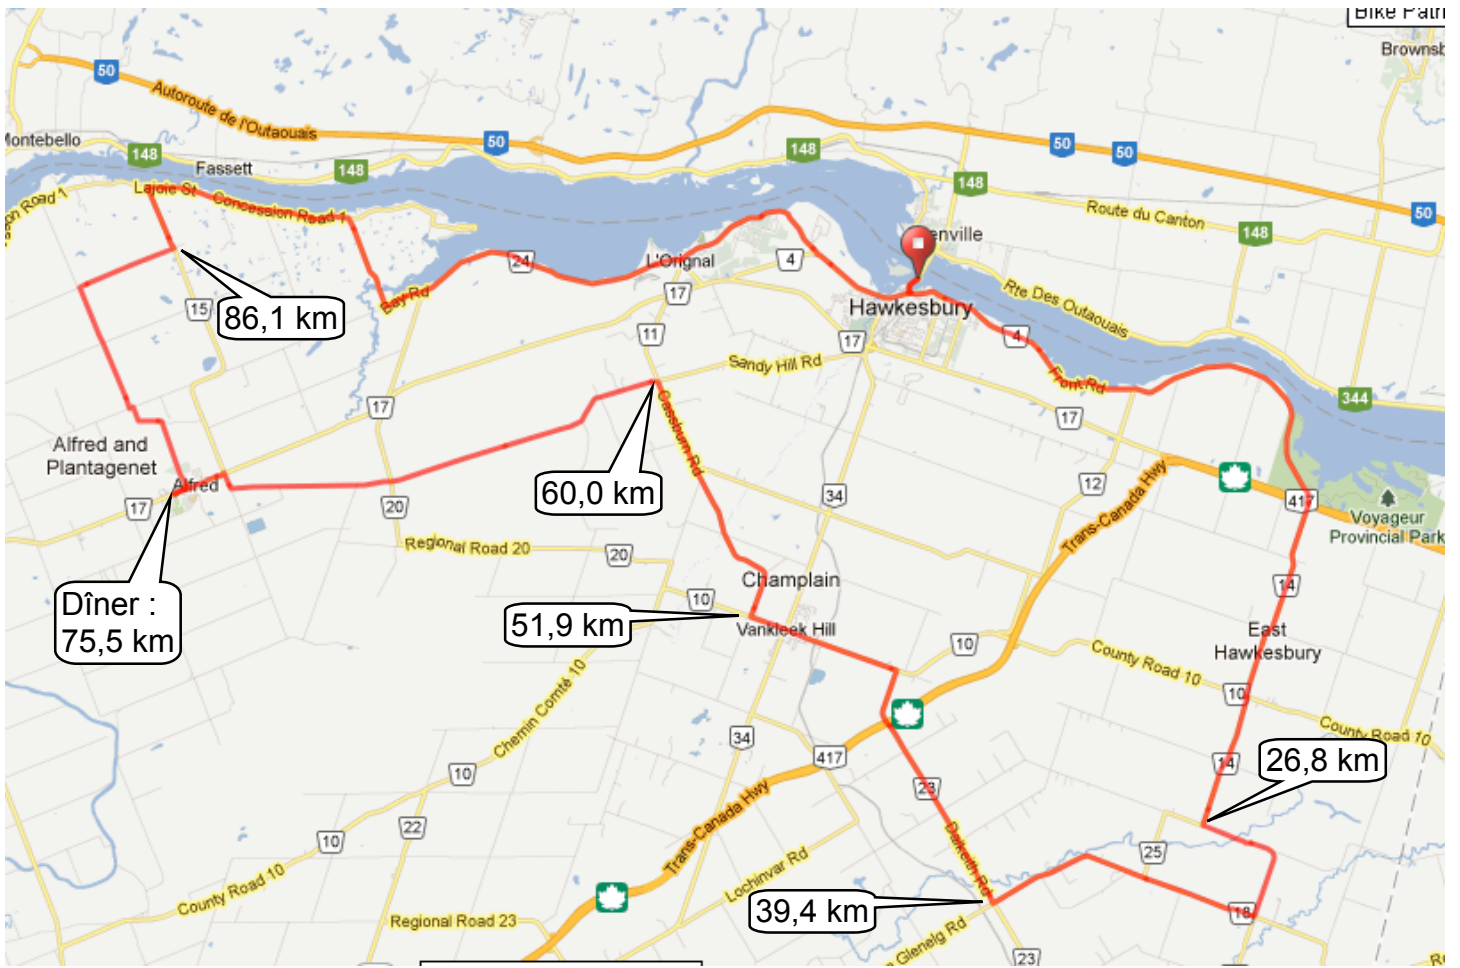 Bike Path
Brownsb
50
Autoroute de l'Outaouais
50
50
50
50
Montebello
148
Fassett
148
148
148
148
Route du Canton
Lajoie St
Concession Road 1
Road 1
enville
24
L'Orignal
4
17
Hawkesbury
Rte Des Outaouais
15
86,1 km
Bay Rd
11
17
4
Sandy Hill Rd
Front Rd
344
17
17
Cassburn Rd
Alfred and
Plantagenet
Alfred
17
60,0 km
34
12
Trans-Canada Hwy
417
Voyageur
Provincial Park
20
Regional Road 20
20
Dîner :
75,5 km
Champlain
10
51,9 km
Vankleek Hill
14
East
Hawkesbury
10
County Road 10
10
County Road 10
Chemin Comté 10
34
417
14
26,8 km
10
23
22
10
Trans-Canada Hwy
Dalkeith Rd
25
Lochinvar Rd
County Road 10
39,4 km
18
Regional Road 23
Glenelg Rd
23